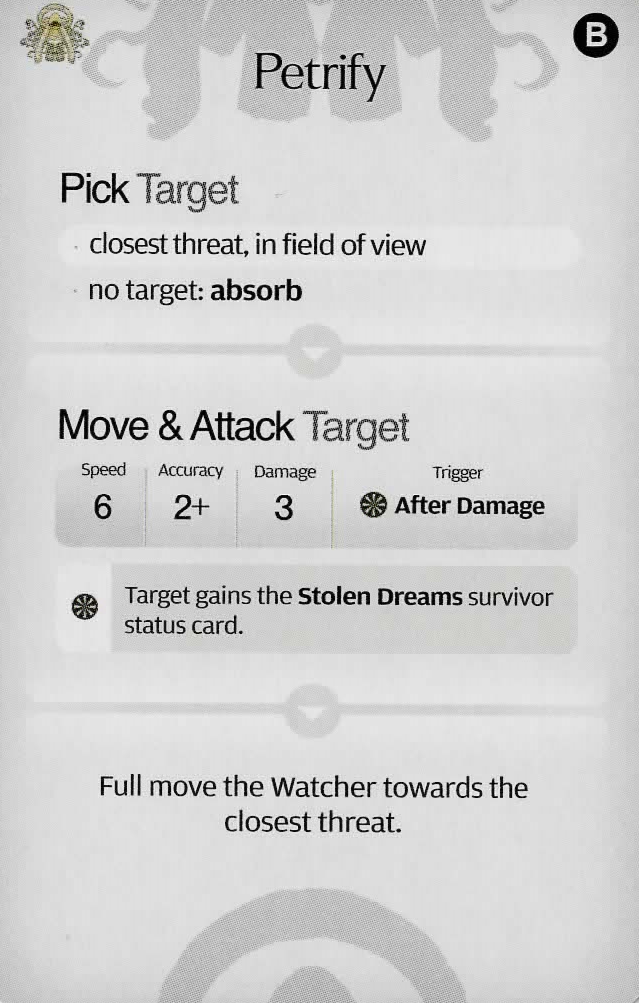 B
Petrify
Pick Target
· closest threat, in field of view
· no target: absorb
Move & Attack Target
Speed Accuracy Damage Trigger
6 2+ 3 After Damage
Target gains the Stolen Dreams survivor
status card.
Full move the Watcher towards the
closest threat.